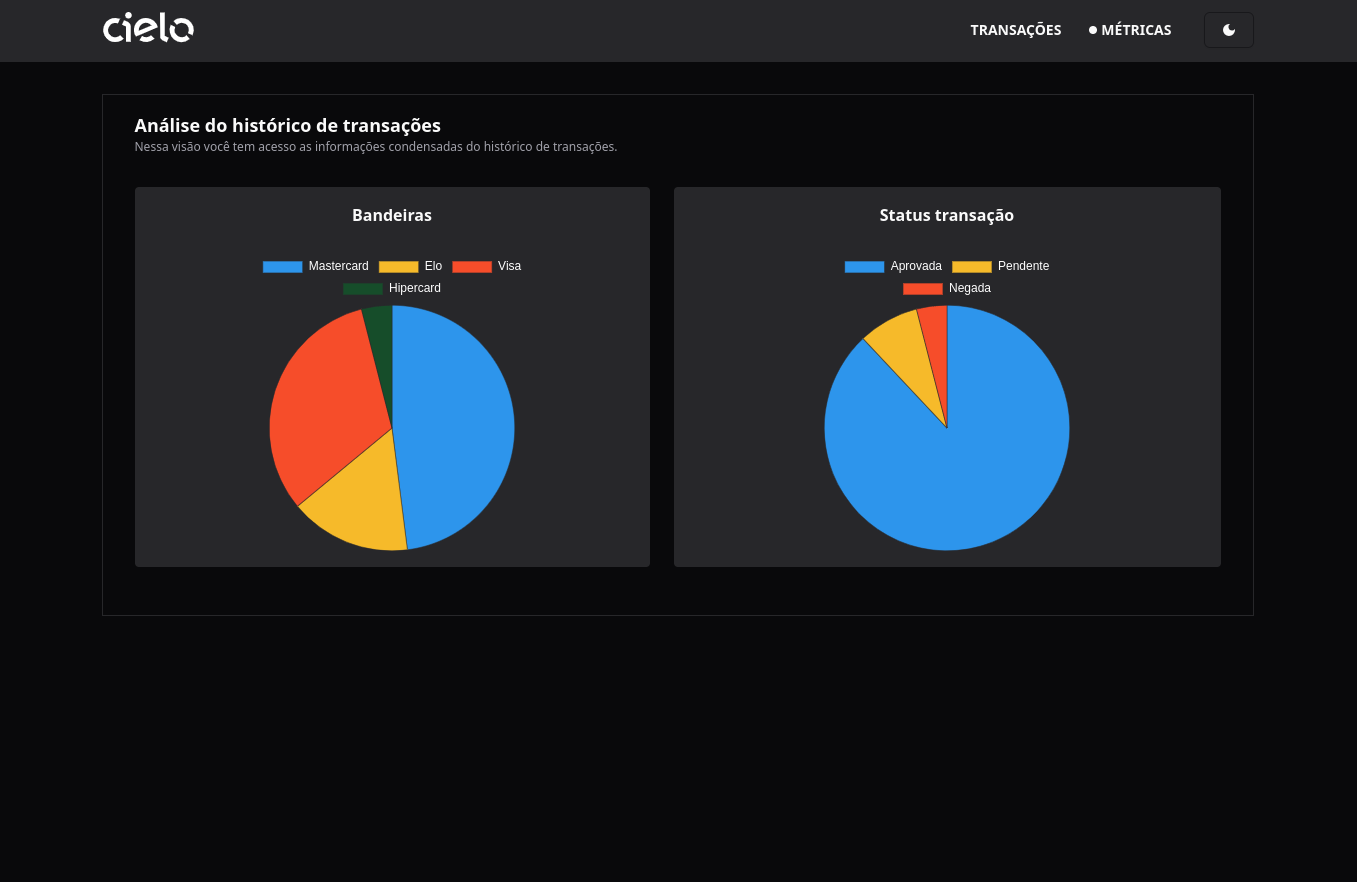 cielo
TRANSAÇÕES
MÉTRICAS
Análise do histórico de transações
Nessa visão você tem acesso as informações condensadas do histórico de transações.
Bandeiras
Mastercard Elo Visa
Hipercard
Status transação
Aprovada Pendente
Negada